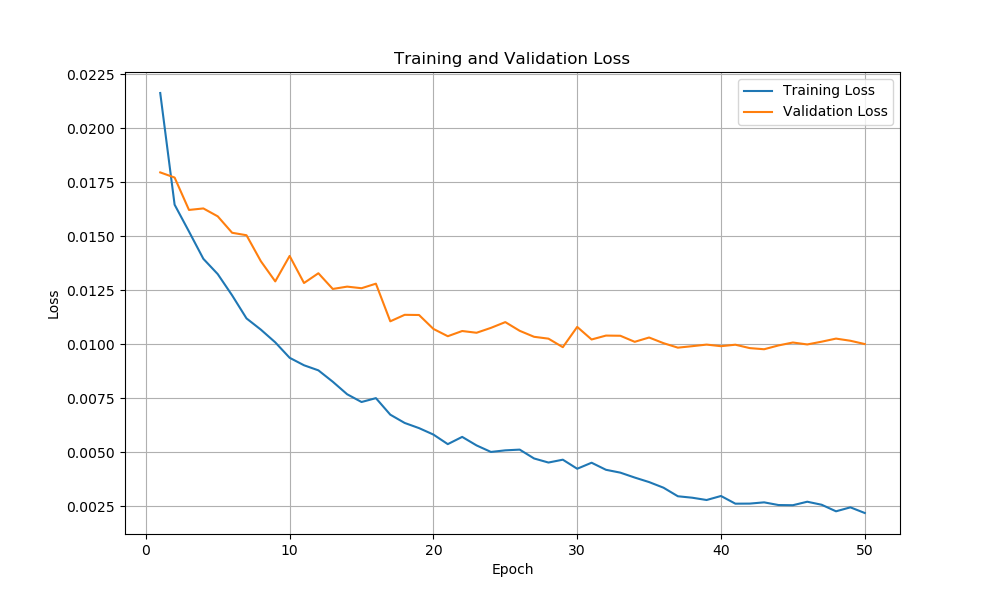 Training and Validation Loss
Training Loss
Validation Loss
0.0225
0.0200
0.0175
0.0150
0.0125
0.0100
0.0075
0.0050
0.0025
Loss
0 10 20 30 40 50
Epoch